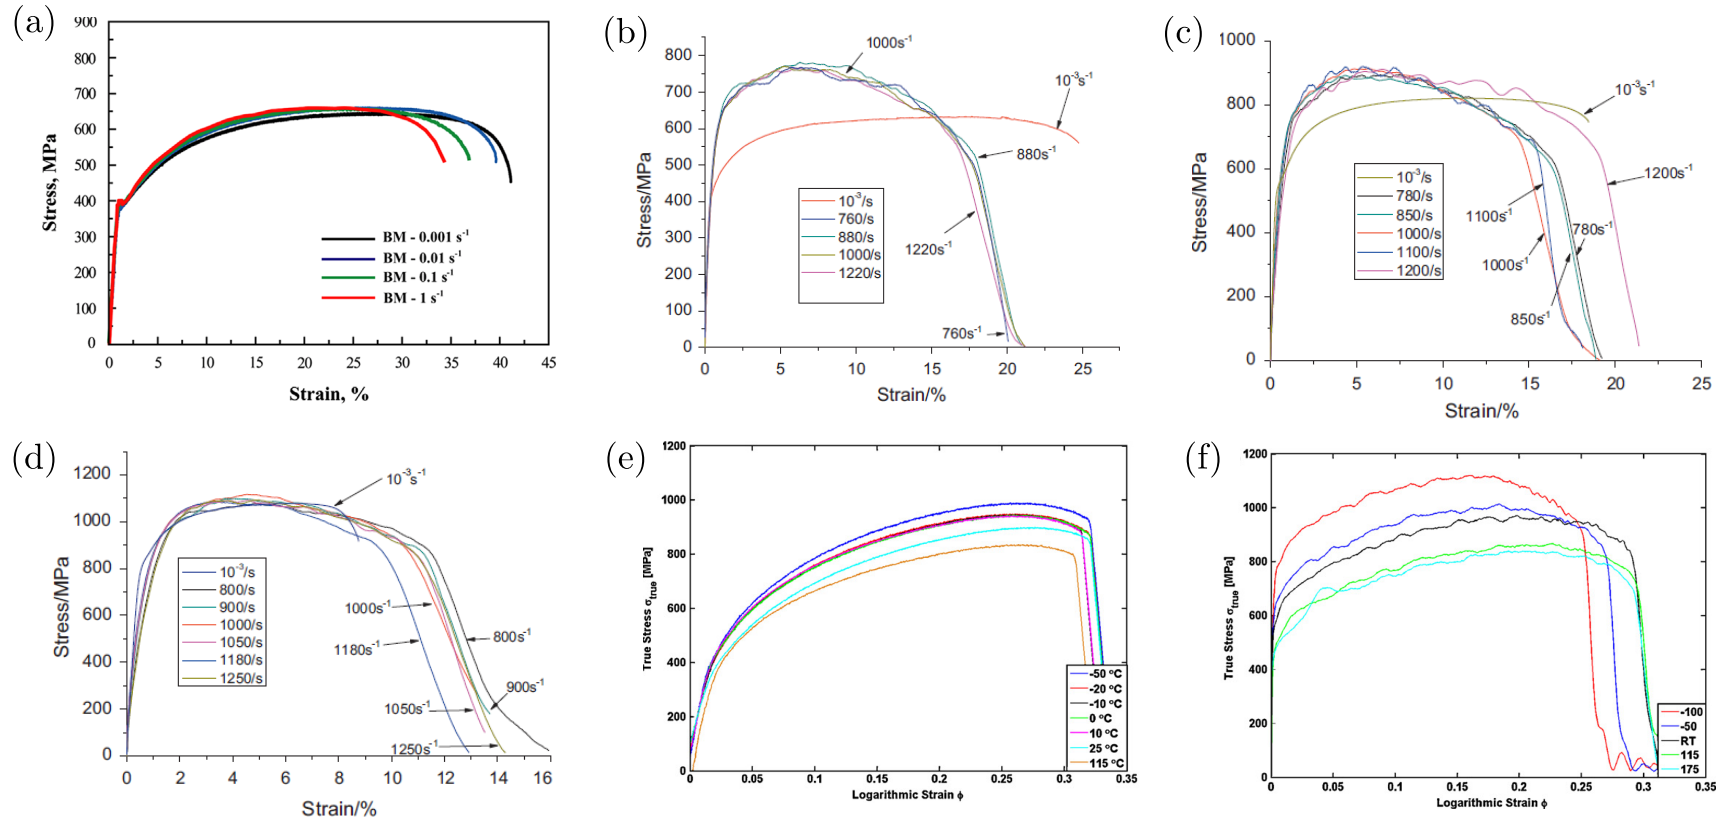 (a)
900
800
700
600
500
400
300
200
100
0
Stress, MPa
BM - 0.001 s-1
BM - 0.01 s-1
BM - 0.1 s-1
BM - 1 s-1
0 5 10 15 20 25 30 35 40 45
Strain, %
(b)
800
700
600
500
400
300
200
100
0
Stress/MPa
1000s-1
10-3s-1
880s-1
1220s-1
760s-1
10-3/s
760/s
880/s
1000/s
1220/s
0 5 10 15 20 25
Strain/%
(c)
1000
800
600
400
200
0
Stress/MPa
10-3s-1
1200s-1
1100s-1
780s-1
1000s-1
850s-1
10-3/s
780/s
850/s
1000/s
1100/s
1200/s
0 5 10 15 20 25
Strain/%
(d)
1200
1000
800
600
400
200
0
Stress/MPa
10-3s-1
1000s-1
800s-1
1180s-1
900s-1
1050s-1
1250s-1
10-3/s
800/s
900/s
1000/s
1050/s
1180/s
1250/s
0 2 4 6 8 10 12 13 14 16
Strain/%
(e)
1200
1000
800
600
400
200
0
True Stress σtrue [MPa]
-50 °C
-20 °C
-10 °C
0 °C
10 °C
25 °C
115 °C
0 0.05 0.1 0.15 0.2 0.25 0.3 0.35
Logarithmic Strain ϕ
(f)
1200
1000
800
600
400
200
0
True Stress σtrue [MPa]
-100
-50
RT
115
175
0 0.05 0.1 0.15 0.2 0.25 0.3 0.35
Logarithmic Strain ϕ